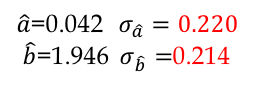 â=0.042 σ_â = 0.220
b̂=1.946 σ_b̂ =0.214